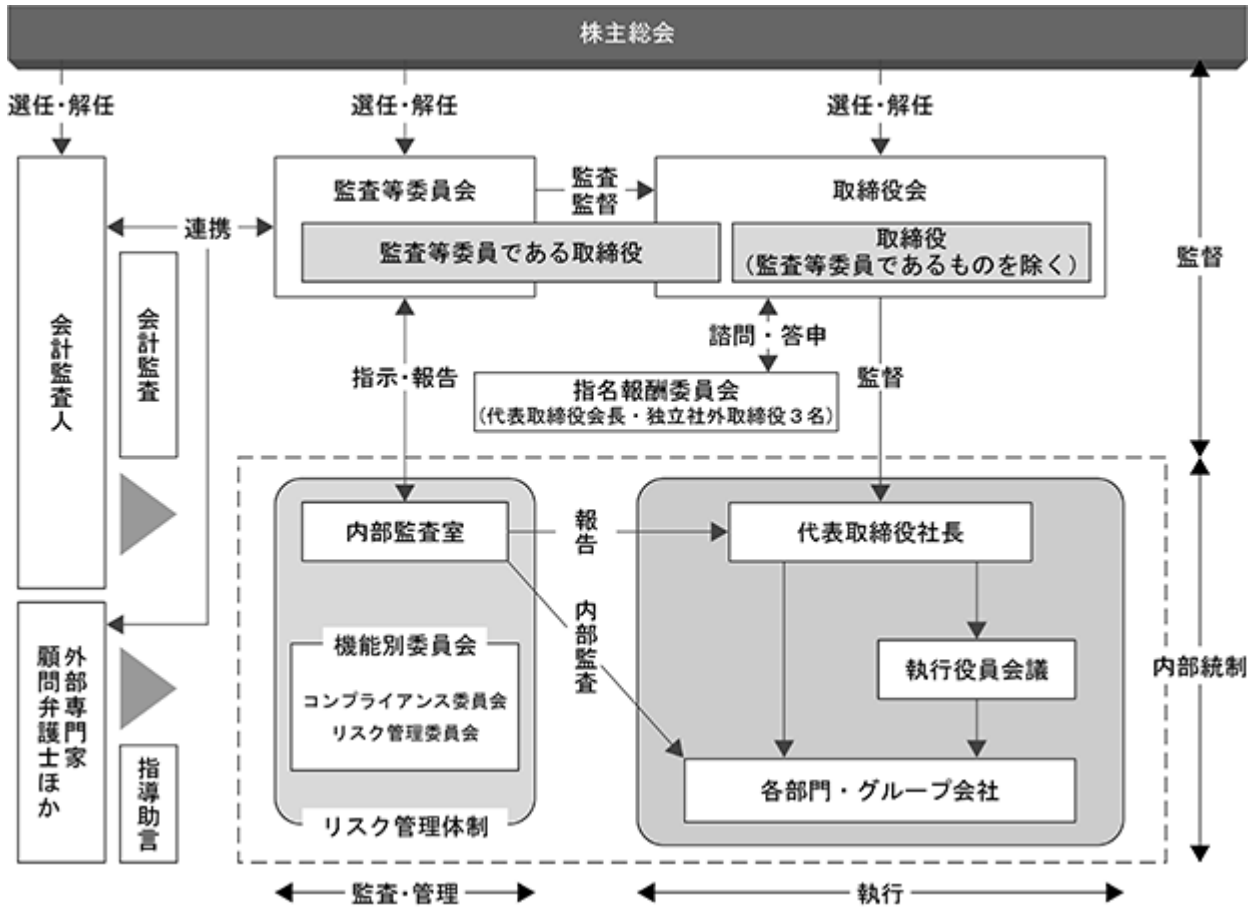 株主総会
選任・解任
選任・解任
選任・解任
監査等委員会
監査
監督
取締役会
連携
監査等委員である取締役
取締役
(監査等委員であるものを除く)
監督
会計監査人
会計監査
指示・報告
諮問・答申
監督
指名報酬委員会
(代表取締役会長・独立社外取締役3名)
内部監査室
報告
代表取締役社長
内部監査
機能別委員会
コンプライアンス委員会
リスク管理委員会
執行役員会議
内部統制
外部専門家
顧問弁護士ほか
指導助言
各部門・グループ会社
リスク管理体制
監査・管理
執行